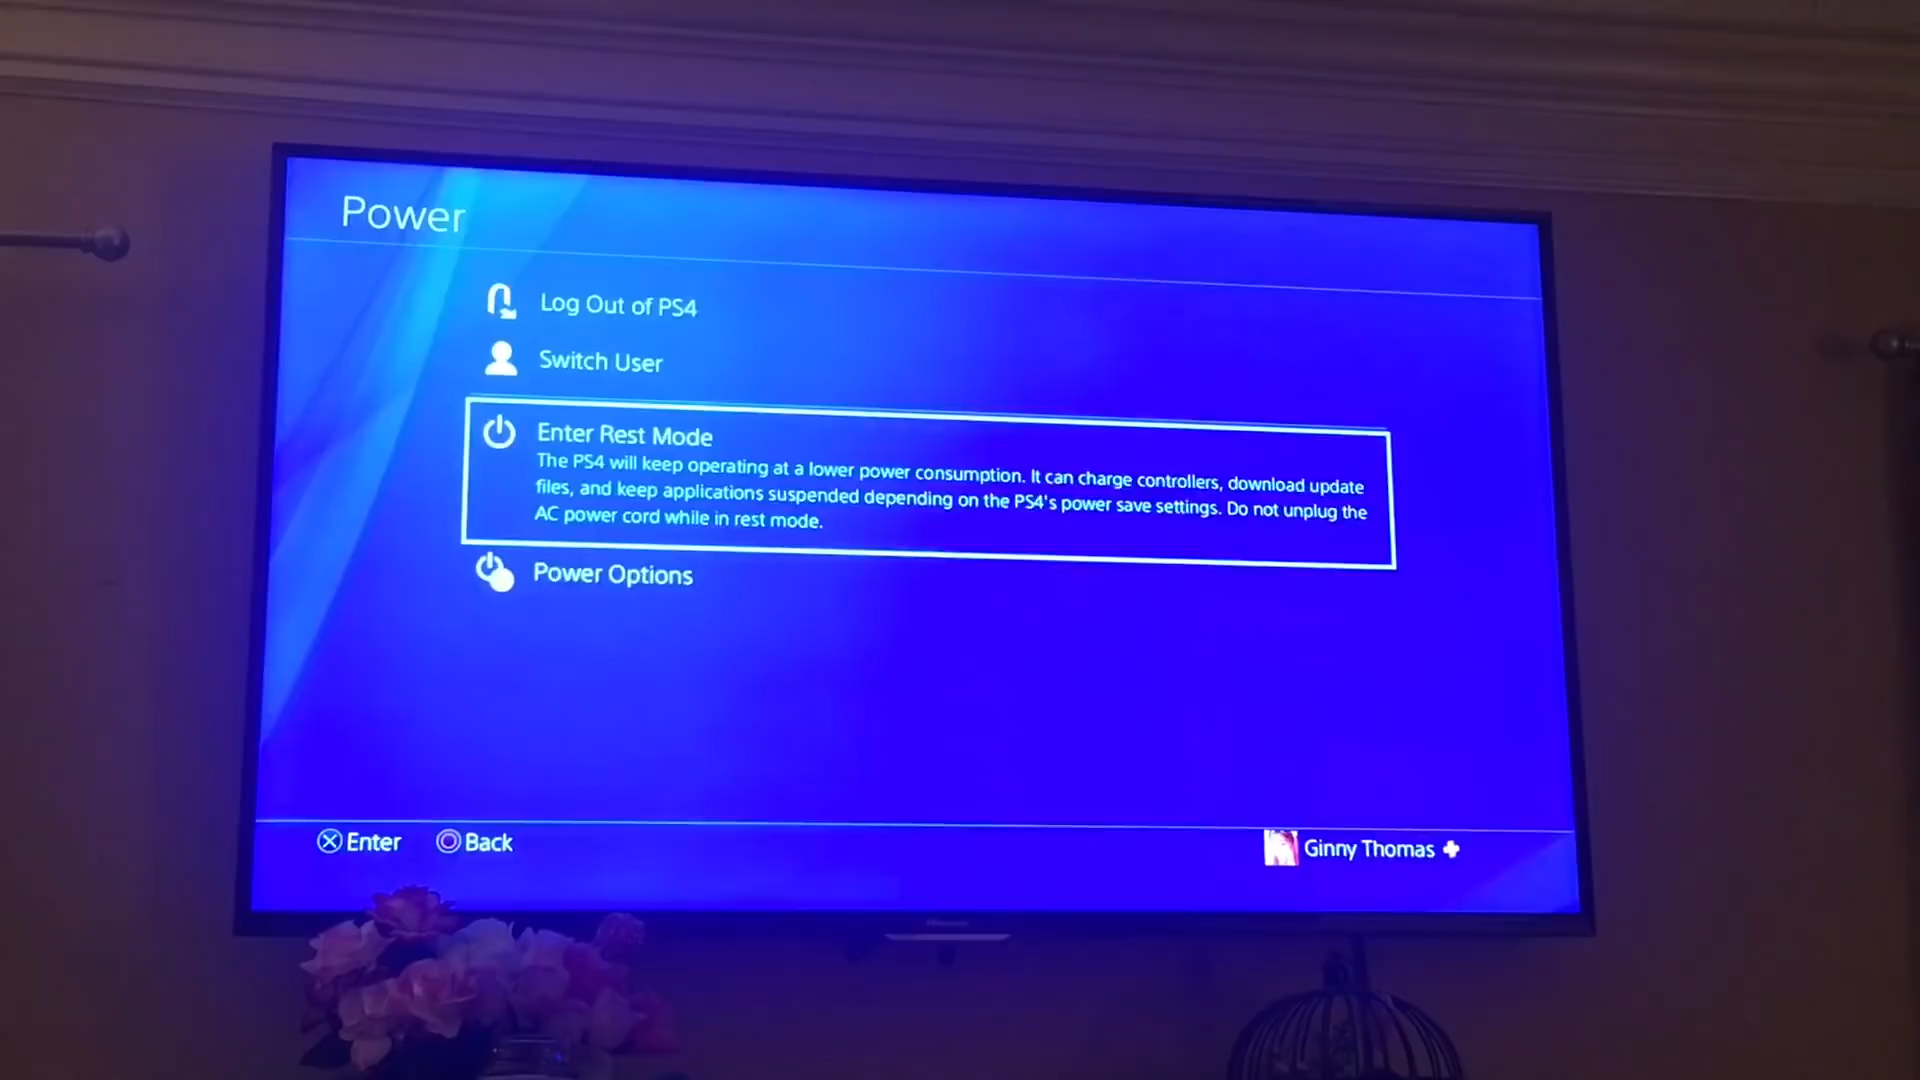 Power
Log Out of PS4
Switch User
Enter Rest Mode
The PS4 will keep operating at a lower power consumption. It can charge controllers, download update
files, and keep applications suspended depending on the PS4's power save settings. Do not unplug the
AC power cord while in rest mode.
Power Options
Enter
Back
Ginny Thomas
Hisense